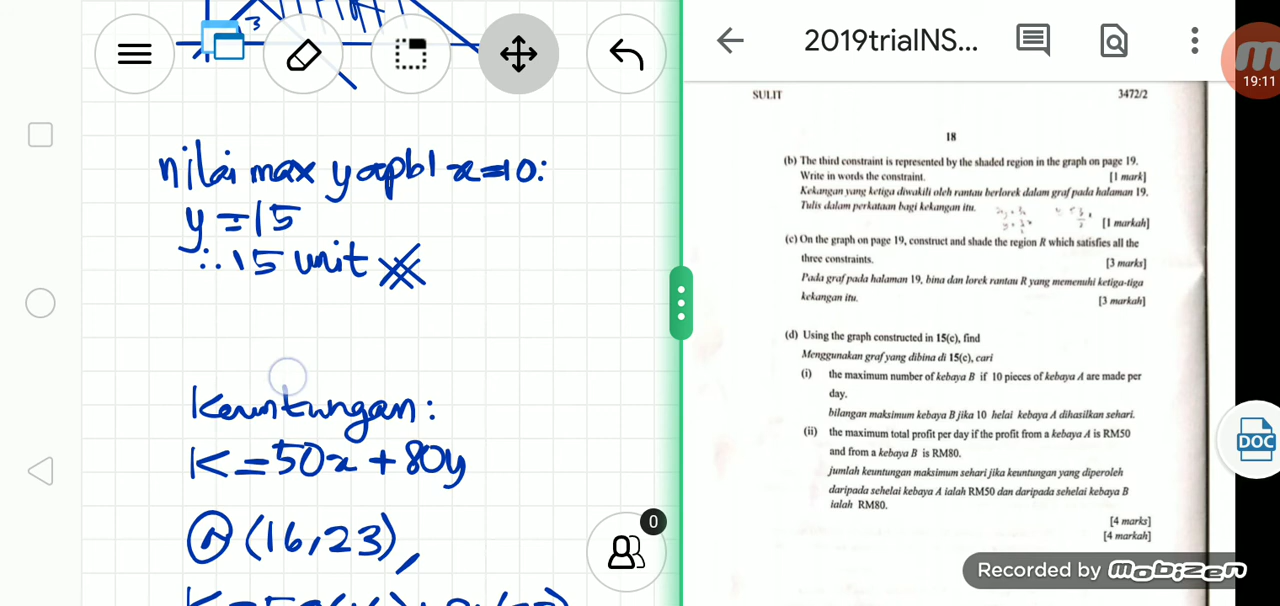 3
nilai max y apbl x=10:
y=15
∴ 15 unit
Keuntungan:
K=50x+80y
(16,23),
0
2019trialNS...
19:11
SULIT
3472/2
18
(b) The third constraint is represented by the shaded region in the graph on page 19.
Write in words the constraint. [1 mark]
Kekangan yang ketiga diwakili oleh rantau berlorek dalam graf pada halaman 19.
Tulis dalam perkataan bagi kekangan itu. [1 markah]
(c) On the graph on page 19, construct and shade the region R which satisfies all the
three constraints. [3 marks]
Pada graf pada halaman 19, bina dan lorek rantau R yang memenuhi ketiga-tiga
kekangan itu. [3 markah]
(d) Using the graph constructed in 15(c), find
Menggunakan graf yang dibina di 15(c), cari
(i) the maximum number of kebaya B if 10 pieces of kebaya A are made per
day.
bilangan maksimum kebaya B jika 10 helai kebaya A dihasilkan sehari.
(ii) the maximum total profit per day if the profit from a kebaya A is RM50
and from a kebaya B is RM80.
jumlah keuntungan maksimum sehari jika keuntungan yang diperoleh
daripada sehelai kebaya A ialah RM50 dan daripada sehelai kebaya B
ialah RM80.
[4 marks]
[4 markah]
DOC
Recorded by mobizen